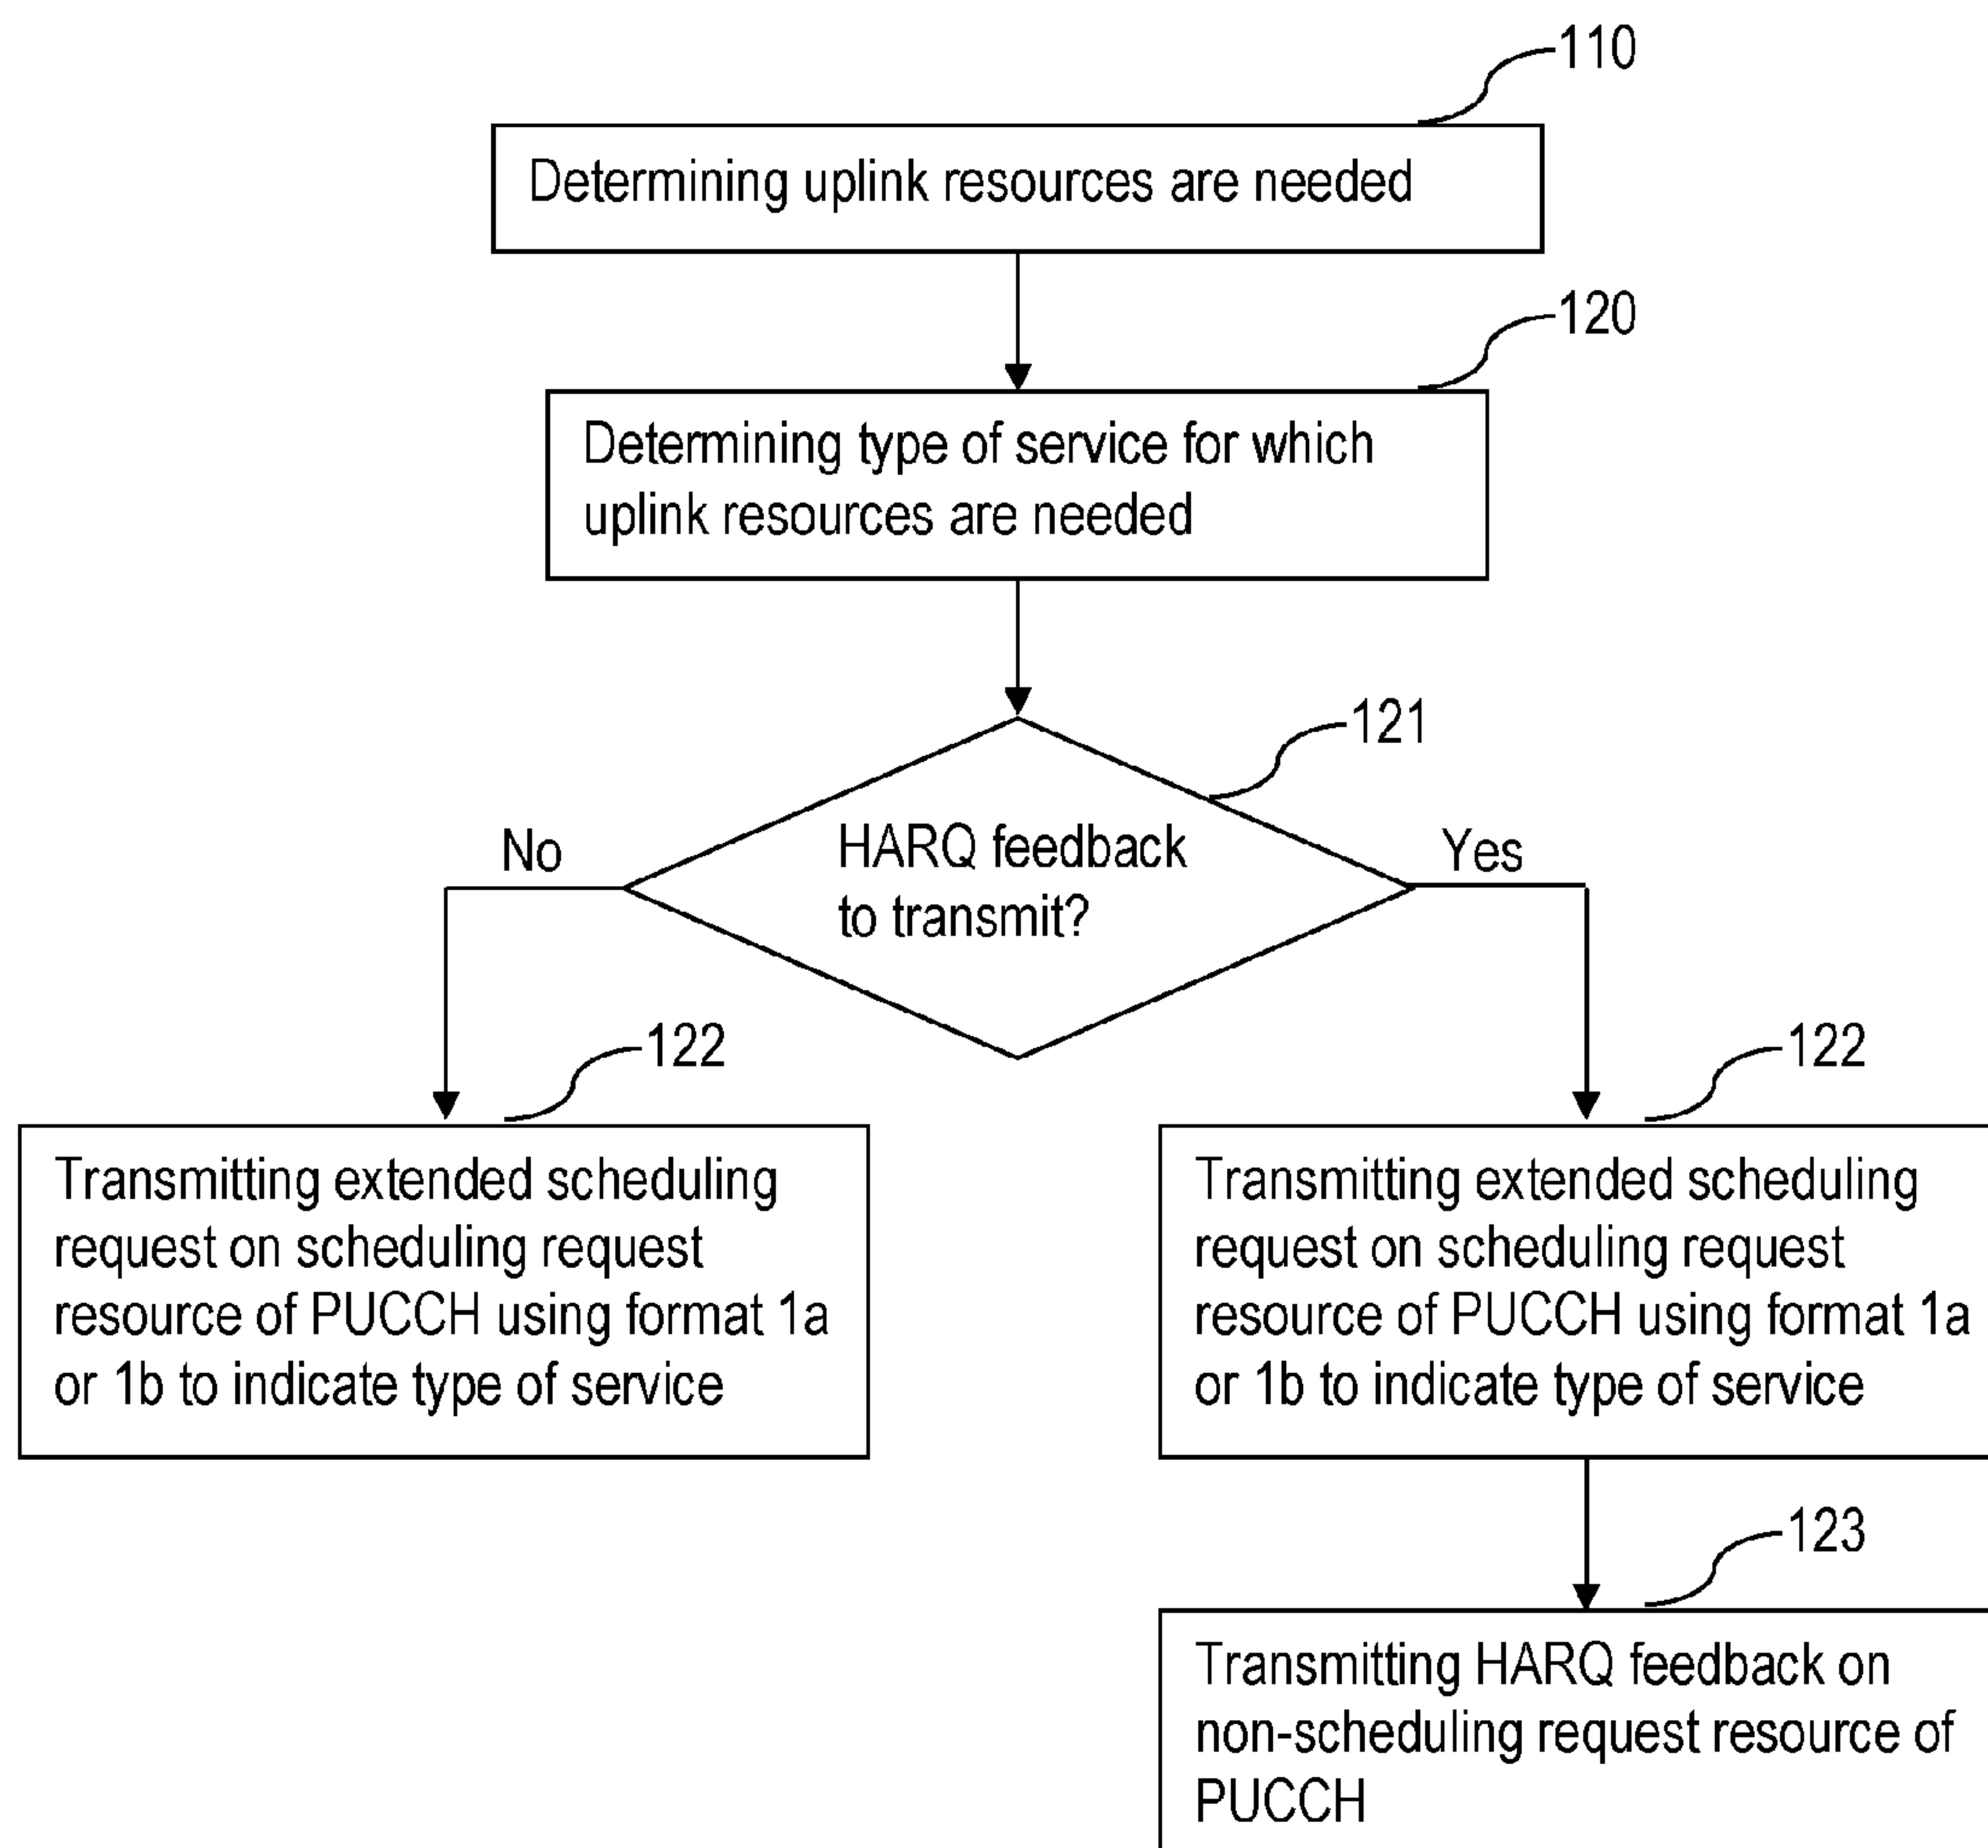 110
Determining uplink resources are needed
120
Determining type of service for which
uplink resources are needed
121
HARQ feedback
to transmit?
No
Yes
122
Transmitting extended scheduling
request on scheduling request
resource of PUCCH using format 1a
or 1b to indicate type of service
122
Transmitting extended scheduling
request on scheduling request
resource of PUCCH using format 1a
or 1b to indicate type of service
123
Transmitting HARQ feedback on
non-scheduling request resource of
PUCCH